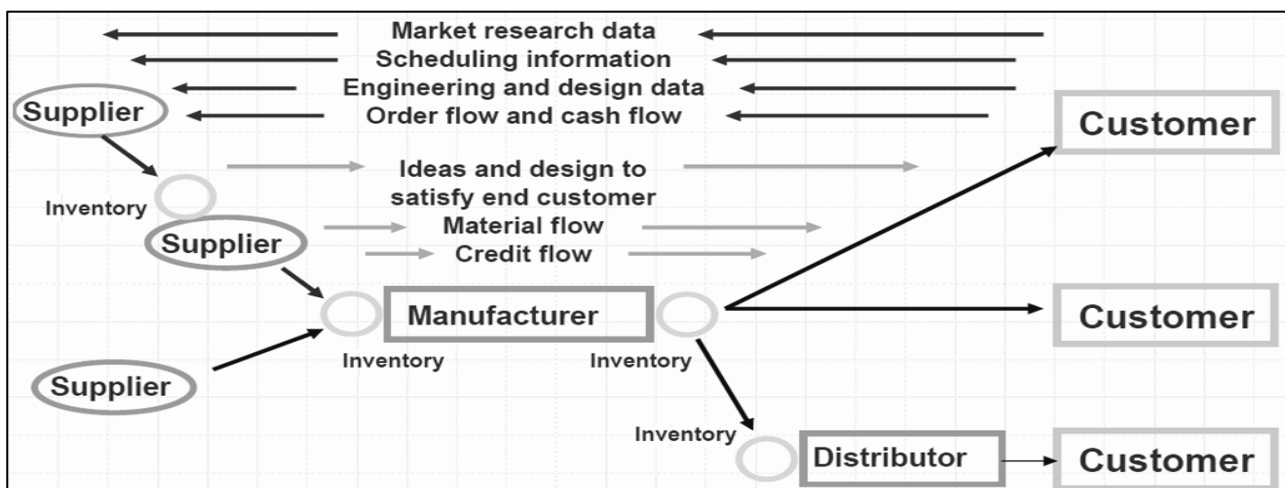 Market research data
Scheduling information
Engineering and design data
Supplier
Order flow and cash flow
Customer
Ideas and design to
satisfy end customer
Inventory
Material flow
Supplier
Credit flow
Manufacturer
Customer
Inventory
Inventory
Supplier
Inventory
Distributor
Customer